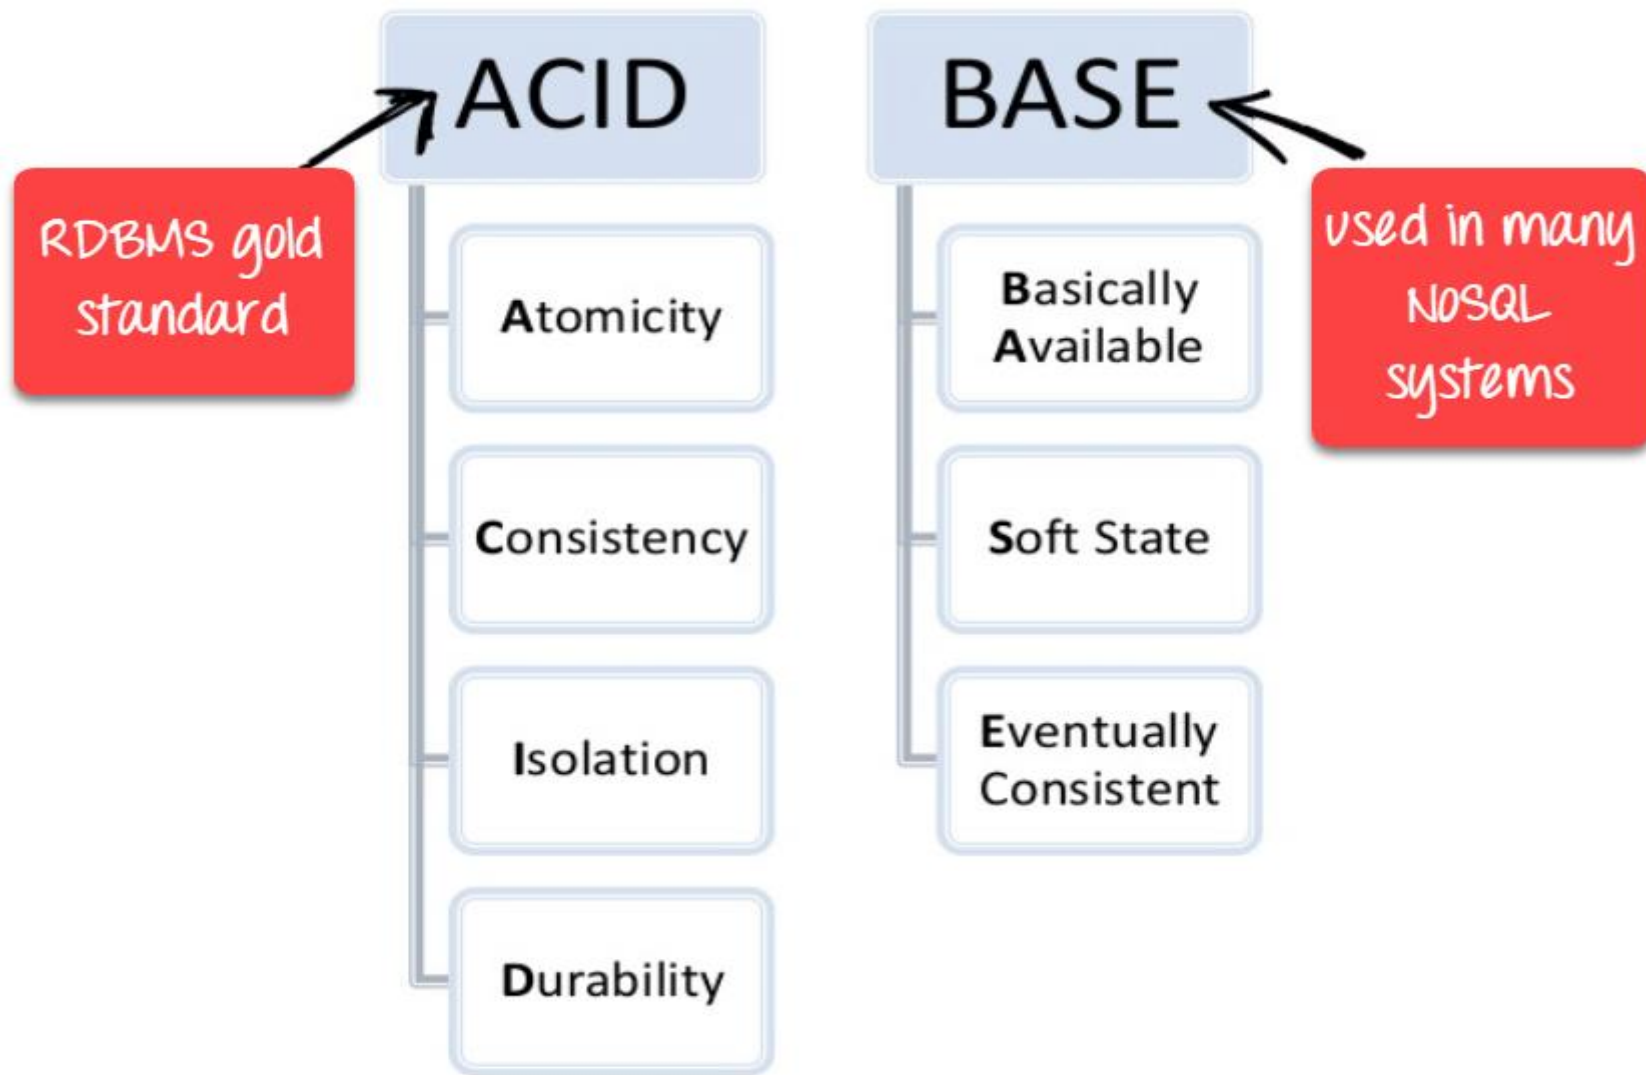 ACID
RDBMS gold
standard
Atomicity
Consistency
Isolation
Durability
BASE
used in many
NOSQL
systems
Basically
Available
Soft State
Eventually
Consistent